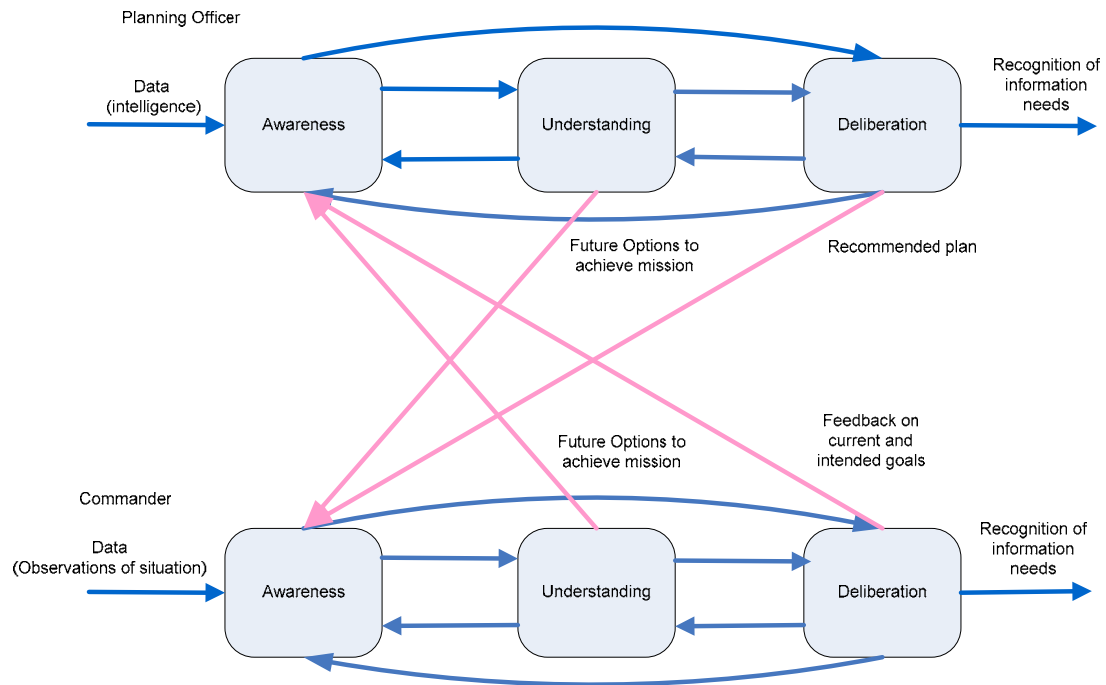 Planning Officer
Data
(intelligence)
Awareness
Understanding
Deliberation
Recognition of
information
needs
Future Options to
achieve mission
Recommended plan
Future Options to
achieve mission
Feedback on
current and
intended goals
Commander
Data
(Observations of situation)
Awareness
Understanding
Deliberation
Recognition of
information
needs